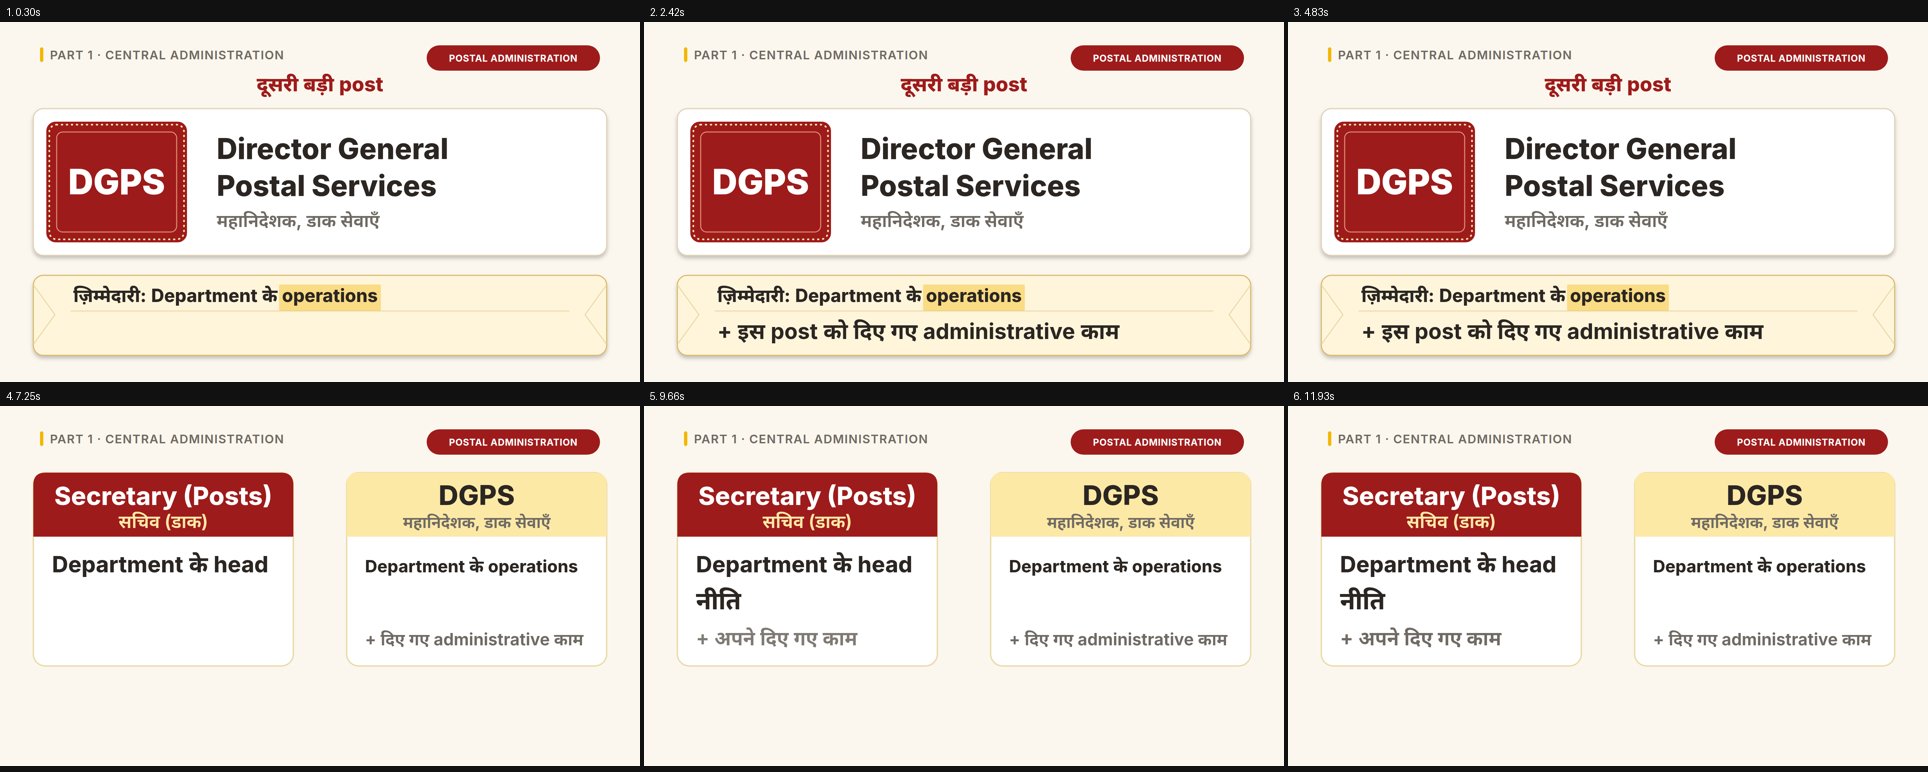 1. 0.30s
PART 1 · CENTRAL ADMINISTRATION
POSTAL ADMINISTRATION
दूसरी बड़ी post
DGPS
Director General
Postal Services
महानिदेशक, डाक सेवाएँ
ज़िम्मेदारी: Department के operations
2. 2.42s
PART 1 · CENTRAL ADMINISTRATION
POSTAL ADMINISTRATION
दूसरी बड़ी post
DGPS
Director General
Postal Services
महानिदेशक, डाक सेवाएँ
ज़िम्मेदारी: Department के operations
+ इस post को दिए गए administrative काम
3. 4.83s
PART 1 · CENTRAL ADMINISTRATION
POSTAL ADMINISTRATION
दूसरी बड़ी post
DGPS
Director General
Postal Services
महानिदेशक, डाक सेवाएँ
ज़िम्मेदारी: Department के operations
+ इस post को दिए गए administrative काम
4. 7.25s
PART 1 · CENTRAL ADMINISTRATION
POSTAL ADMINISTRATION
Secretary (Posts)
सचिव (डाक)
Department के head
DGPS
महानिदेशक, डाक सेवाएँ
Department के operations
+ दिए गए administrative काम
5. 9.66s
PART 1 · CENTRAL ADMINISTRATION
POSTAL ADMINISTRATION
Secretary (Posts)
सचिव (डाक)
Department के head
नीति
+ अपने दिए गए काम
DGPS
महानिदेशक, डाक सेवाएँ
Department के operations
+ दिए गए administrative काम
6. 11.93s
PART 1 · CENTRAL ADMINISTRATION
POSTAL ADMINISTRATION
Secretary (Posts)
सचिव (डाक)
Department के head
नीति
+ अपने दिए गए काम
DGPS
महानिदेशक, डाक सेवाएँ
Department के operations
+ दिए गए administrative काम